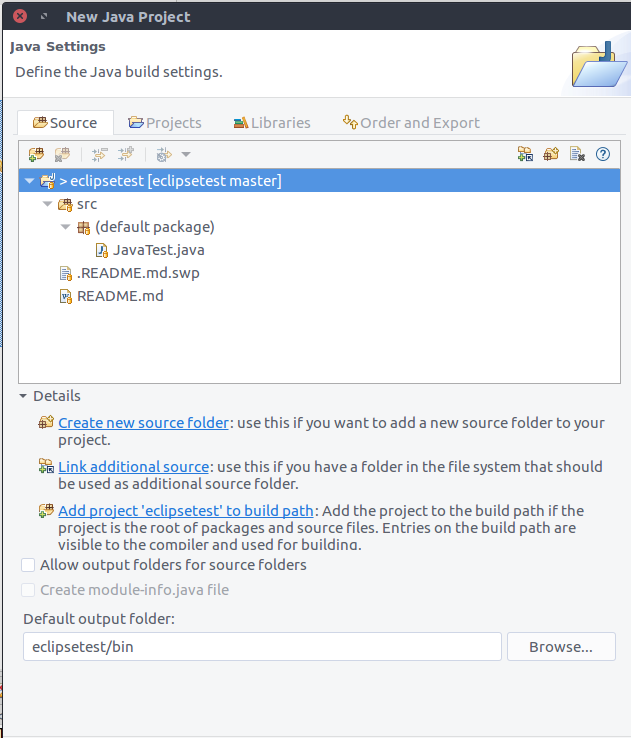 New Java Project
Java Settings
Define the Java build settings.
Source Projects Libraries Order and Export
> eclipsetest [eclipsetest master]
src
(default package)
JavaTest.java
.README.md.swp
README.md
Details
Create new source folder: use this if you want to add a new source folder to your
project.
Link additional source: use this if you have a folder in the file system that should
be used as additional source folder.
Add project 'eclipsetest' to build path: Add the project to the build path if the
project is the root of packages and source files. Entries on the build path are
visible to the compiler and used for building.
Allow output folders for source folders
Create module-info.java file
Default output folder:
eclipsetest/bin Browse...